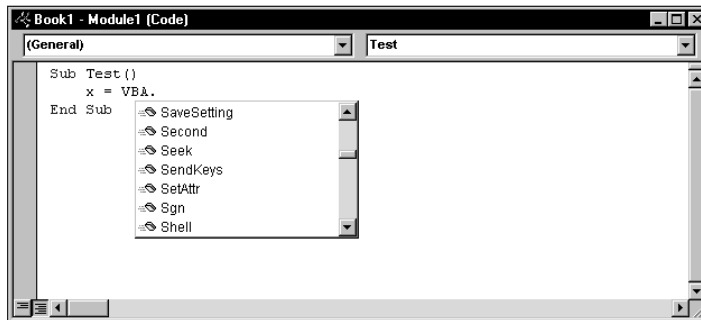 Book1 - Module1 (Code)
(General) Test
Sub Test()
x = VBA.
End Sub
SaveSetting
Second
Seek
SendKeys
SetAttr
Sgn
Shell